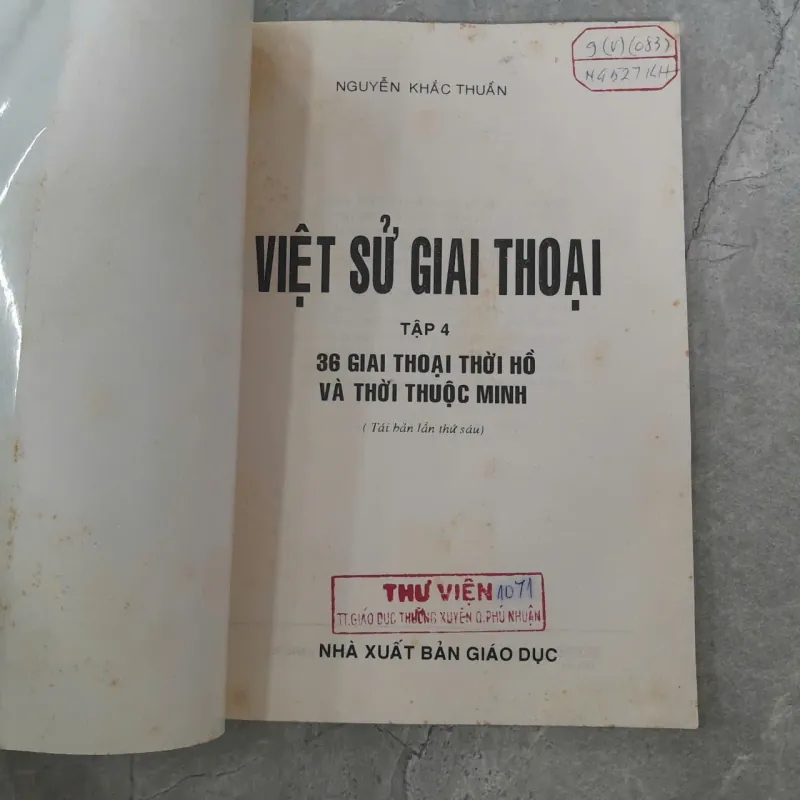 9(V)(083)
NG527KH
NGUYỄN KHẮC THUẦN
VIỆT SỬ GIAI THOẠI
TẬP 4
36 GIAI THOẠI THỜI HỒ
VÀ THỜI THUỘC MINH
( Tái bản lần thứ sáu)
THƯ VIỆN 1071
TT.GIÁO DỤC THƯỜNG XUYÊN Q.PHÚ NHUẬN
NHÀ XUẤT BẢN GIÁO DỤC